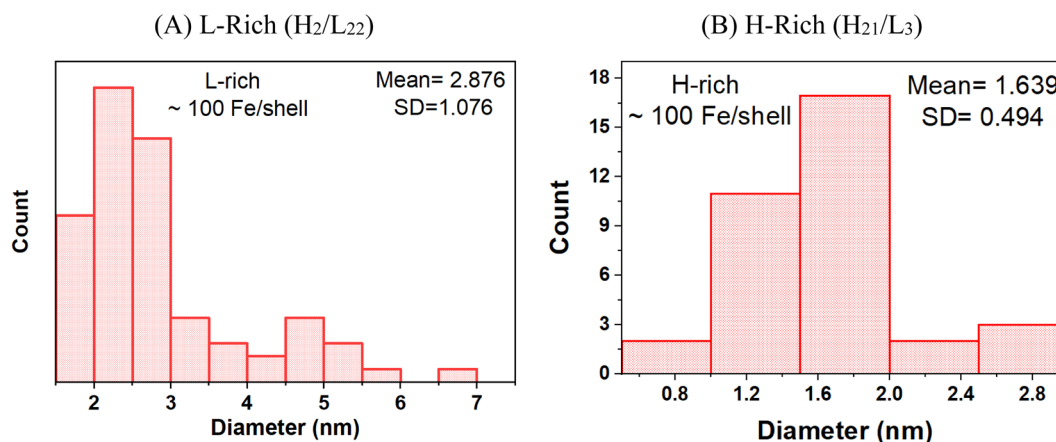 (A) L-Rich (H₂/L₂₂)
L-rich
~ 100 Fe/shell
Mean= 2.876
SD=1.076
Count
2 3 4 5 6 7
Diameter (nm)
(B) H-Rich (H₂₁/L₃)
H-rich
~ 100 Fe/shell
Mean= 1.639
SD= 0.494
Count
18
15
12
9
6
3
0
0.8 1.2 1.6 2.0 2.4 2.8
Diameter (nm)